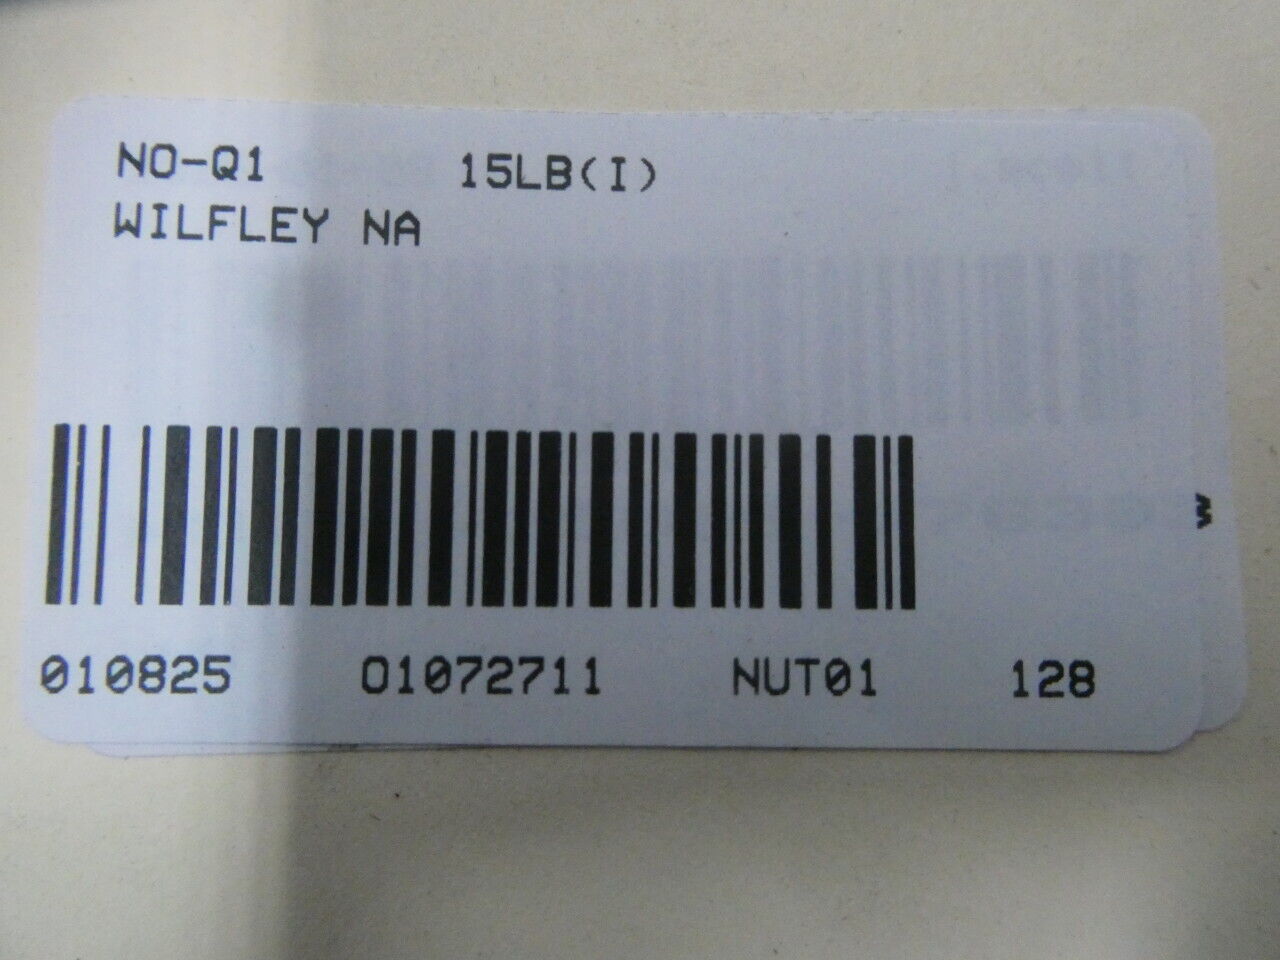 NO-Q1 15LB(I)
WILFLEY NA
W
010825 01072711 NUT01 128